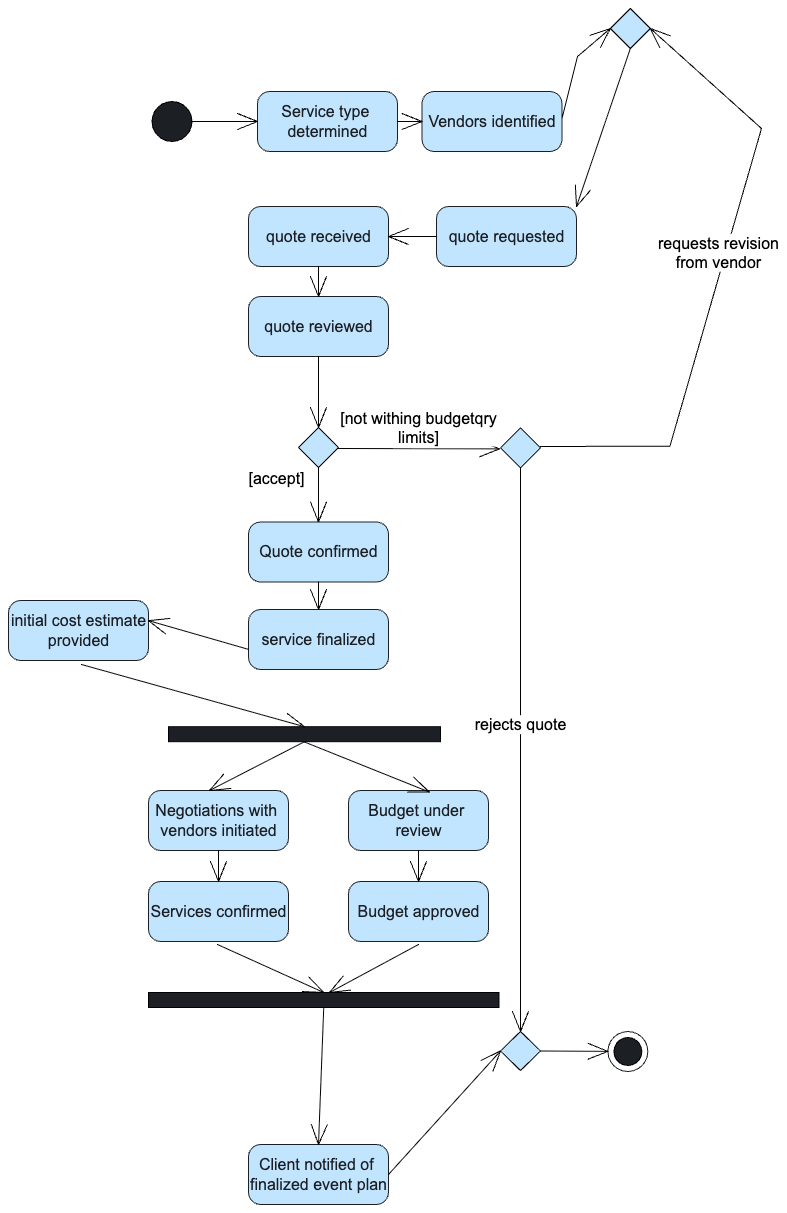 Service type
determined
Vendors identified
quote received
quote requested
requests revision
from vendor
quote reviewed
[not withing budgetqry
limits]
[accept]
Quote confirmed
initial cost estimate
provided
service finalized
rejects quote
Negotiations with
vendors initiated
Budget under
review
Services confirmed
Budget approved
Client notified of
finalized event plan